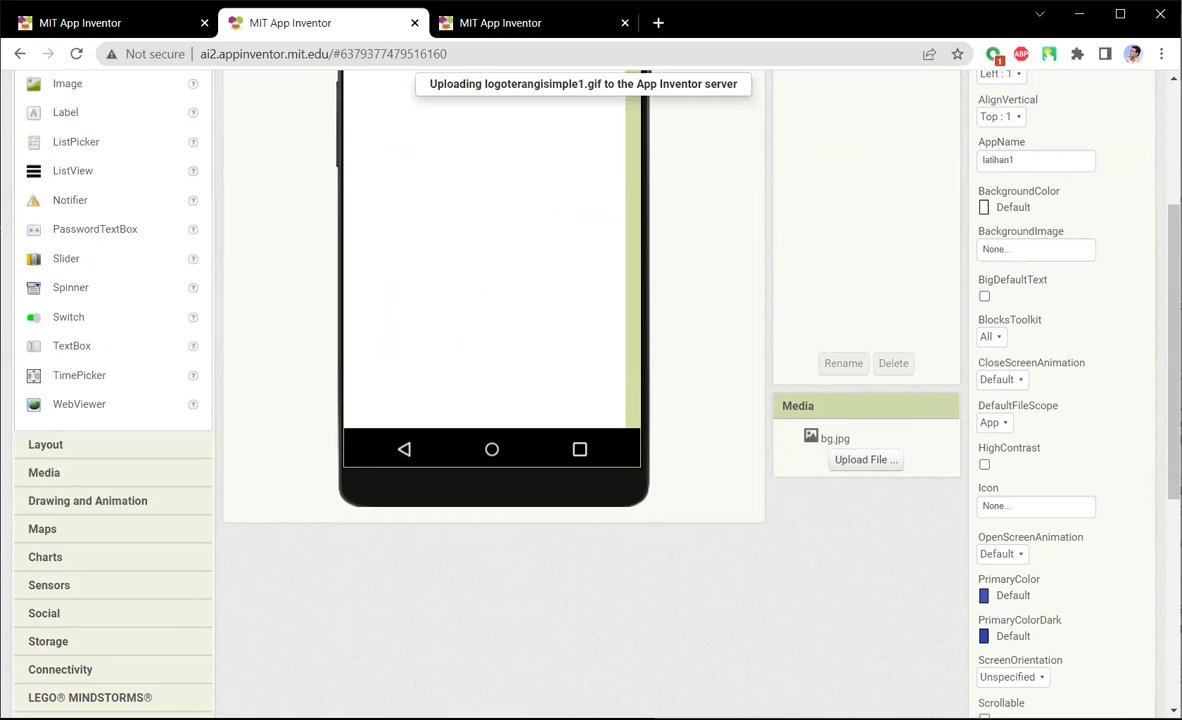 MIT App Inventor
MIT App Inventor
MIT App Inventor
Not secure
ai2.appinventor.mit.edu/#6379377479516160
ABP
1
Uploading logoterangisimple1.gif to the App Inventor server
Image
Label
ListPicker
ListView
Notifier
PasswordTextBox
Slider
Spinner
Switch
TextBox
TimePicker
WebViewer
Layout
Media
Drawing and Animation
Maps
Charts
Sensors
Social
Storage
Connectivity
LEGO® MINDSTORMS®
Rename
Delete
Media
bg.jpg
Upload File ...
Left : 1
AlignVertical
Top : 1
AppName
latihan1
BackgroundColor
Default
BackgroundImage
None...
BigDefaultText
BlocksToolkit
All
CloseScreenAnimation
Default
DefaultFileScope
App
HighContrast
Icon
None...
OpenScreenAnimation
Default
PrimaryColor
Default
PrimaryColorDark
Default
ScreenOrientation
Unspecified
Scrollable